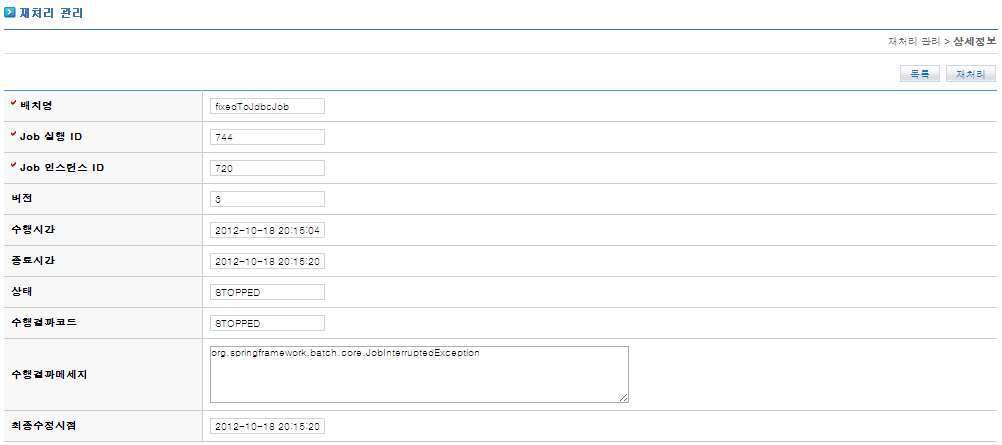 재처리 관리
재처리 관리 > 상세정보
목록 재처리
배치명 fixedToJdbcJob
Job 실행 ID 744
Job 인스턴스 ID 720
버전 3
수행시간 2012-10-18 20:15:04
종료시간 2012-10-18 20:15:20
상태 STOPPED
수행결과코드 STOPPED
수행결과메세지 org.springframework.batch.core.JobInterruptedException
최종수정시점 2012-10-18 20:15:20